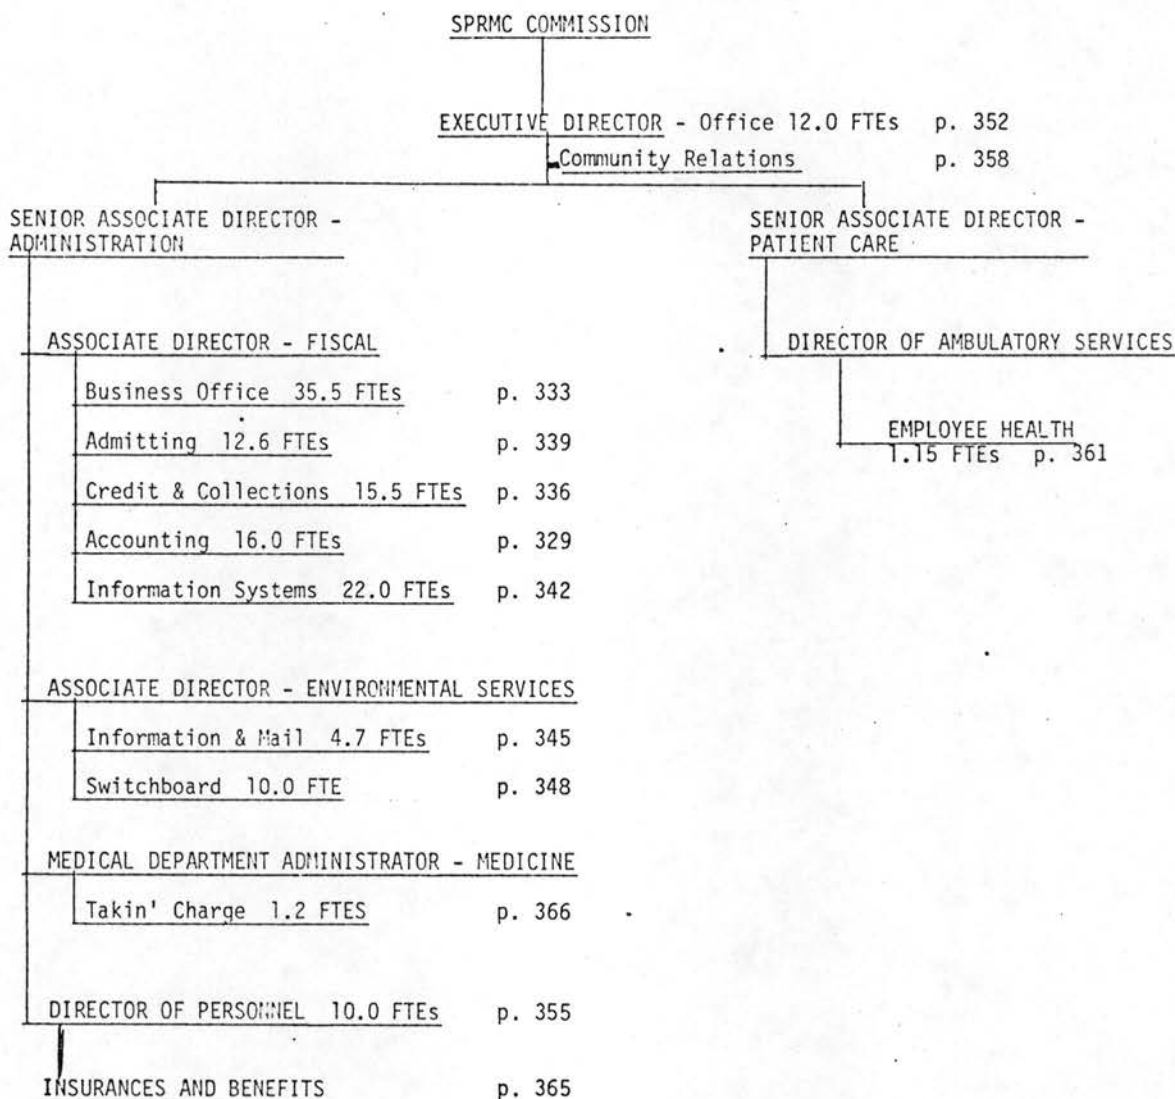 SPRMC COMMISSION
EXECUTIVE DIRECTOR - Office 12.0 FTEs p. 352
Community Relations p. 358
SENIOR ASSOCIATE DIRECTOR -
ADMINISTRATION
SENIOR ASSOCIATE DIRECTOR -
PATIENT CARE
ASSOCIATE DIRECTOR - FISCAL
Business Office 35.5 FTEs p. 333
Admitting 12.6 FTEs p. 339
Credit & Collections 15.5 FTEs p. 336
Accounting 16.0 FTEs p. 329
Information Systems 22.0 FTEs p. 342
DIRECTOR OF AMBULATORY SERVICES
EMPLOYEE HEALTH
1.15 FTEs p. 361
ASSOCIATE DIRECTOR - ENVIRONMENTAL SERVICES
Information & Mail 4.7 FTEs p. 345
Switchboard 10.0 FTE p. 348
MEDICAL DEPARTMENT ADMINISTRATOR - MEDICINE
Takin' Charge 1.2 FTES p. 366
DIRECTOR OF PERSONNEL 10.0 FTEs p. 355
INSURANCES AND BENEFITS p. 365